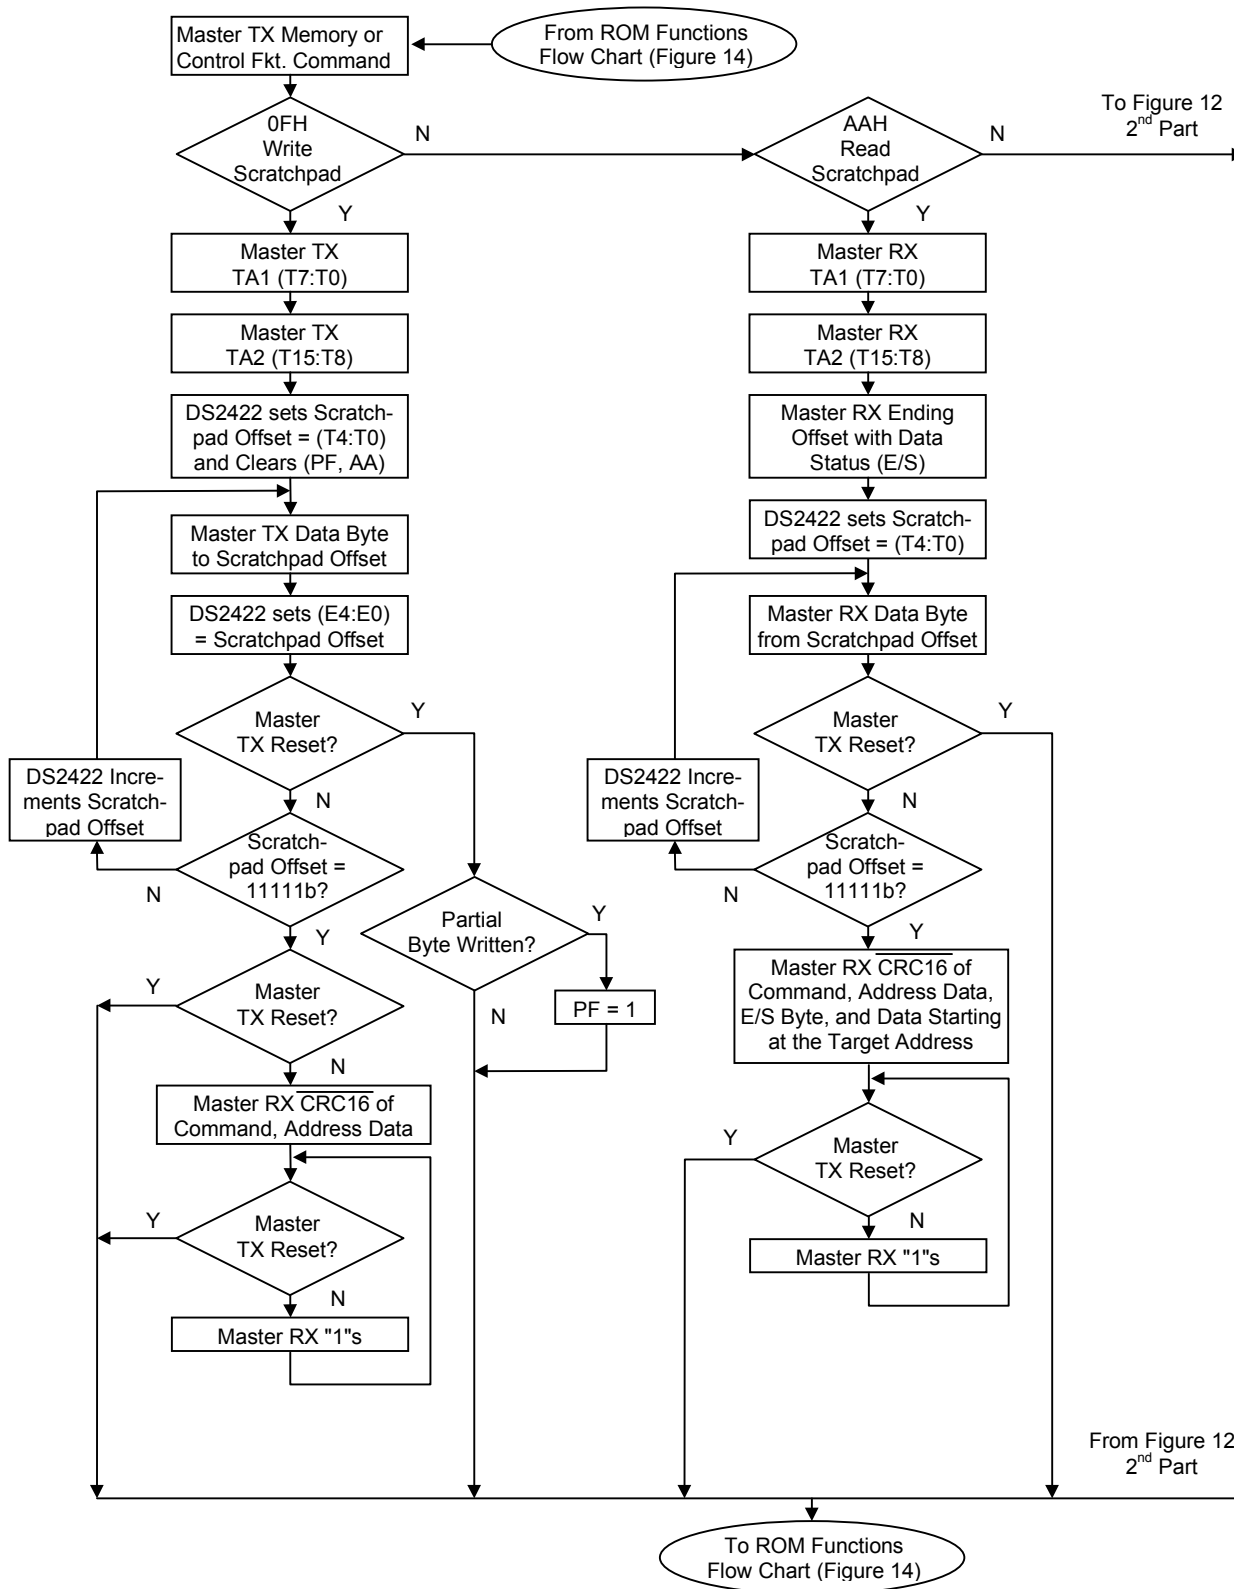 Master TX Memory or
Control Fkt. Command
From ROM Functions
Flow Chart (Figure 14)
0FH
Write
Scratchpad
N
Y
AAH
Read
Scratchpad
N
Y
To Figure 12
2nd Part
Master TX
TA1 (T7:T0)
Master TX
TA2 (T15:T8)
DS2422 sets Scratch-
pad Offset = (T4:T0)
and Clears (PF, AA)
Master TX Data Byte
to Scratchpad Offset
DS2422 sets (E4:E0)
= Scratchpad Offset
Master
TX Reset?
Y
N
DS2422 Incre-
ments Scratch-
pad Offset
Scratch-
pad Offset =
11111b?
N
Y
Partial
Byte Written?
Y
N
PF = 1
Master
TX Reset?
Y
N
Master RX CRC16 of
Command, Address Data
Master
TX Reset?
Y
N
Master RX "1"s
Master RX
TA1 (T7:T0)
Master RX
TA2 (T15:T8)
Master RX Ending
Offset with Data
Status (E/S)
DS2422 sets Scratch-
pad Offset = (T4:T0)
Master RX Data Byte
from Scratchpad Offset
Master
TX Reset?
Y
N
DS2422 Incre-
ments Scratch-
pad Offset
Scratch-
pad Offset =
11111b?
N
Y
Master RX CRC16 of
Command, Address Data,
E/S Byte, and Data Starting
at the Target Address
Master
TX Reset?
Y
N
Master RX "1"s
From Figure 12
2nd Part
To ROM Functions
Flow Chart (Figure 14)